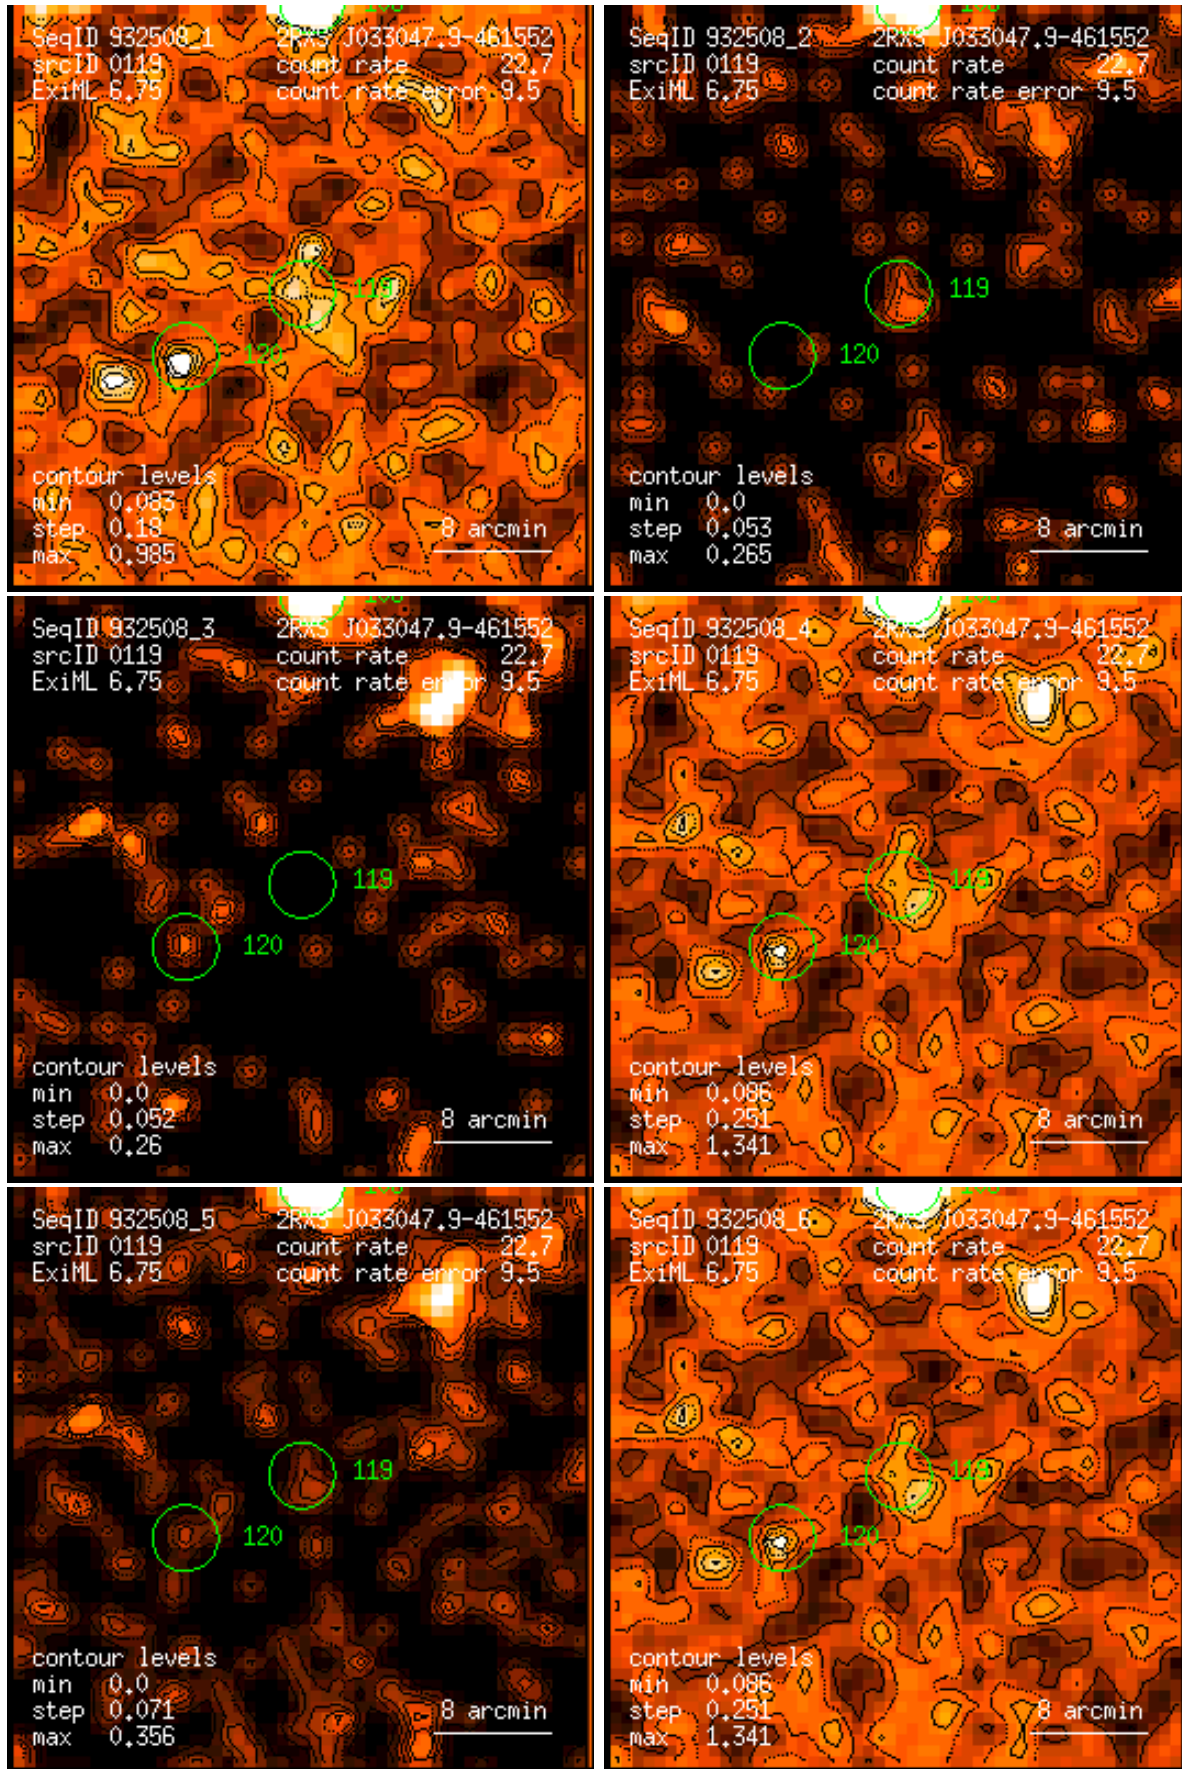 SeqID 932508_1 2RXS J033047.9-461552
srcID 0119 count rate 22.7
ExiML 6.75 count rate error 9.5
119
120
contour levels
min 0.083
step 0.18
max 0.985
8 arcmin
SeqID 932508_2 2RXS J033047.9-461552
srcID 0119 count rate 22.7
ExiML 6.75 count rate error 9.5
119
120
contour levels
min 0.0
step 0.053
max 0.265
8 arcmin
SeqID 932508_3 2RXS J033047.9-461552
srcID 0119 count rate 22.7
ExiML 6.75 count rate error 9.5
119
120
contour levels
min 0.0
step 0.052
max 0.26
8 arcmin
SeqID 932508_4 2RXS J033047.9-461552
srcID 0119 count rate 22.7
ExiML 6.75 count rate error 9.5
119
120
contour levels
min 0.086
step 0.251
max 1.341
8 arcmin
SeqID 932508_5 2RXS J033047.9-461552
srcID 0119 count rate 22.7
ExiML 6.75 count rate error 9.5
119
120
contour levels
min 0.0
step 0.071
max 0.356
8 arcmin
SeqID 932508_6 2RXS J033047.9-461552
srcID 0119 count rate 22.7
ExiML 6.75 count rate error 9.5
119
120
contour levels
min 0.086
step 0.251
max 1.341
8 arcmin